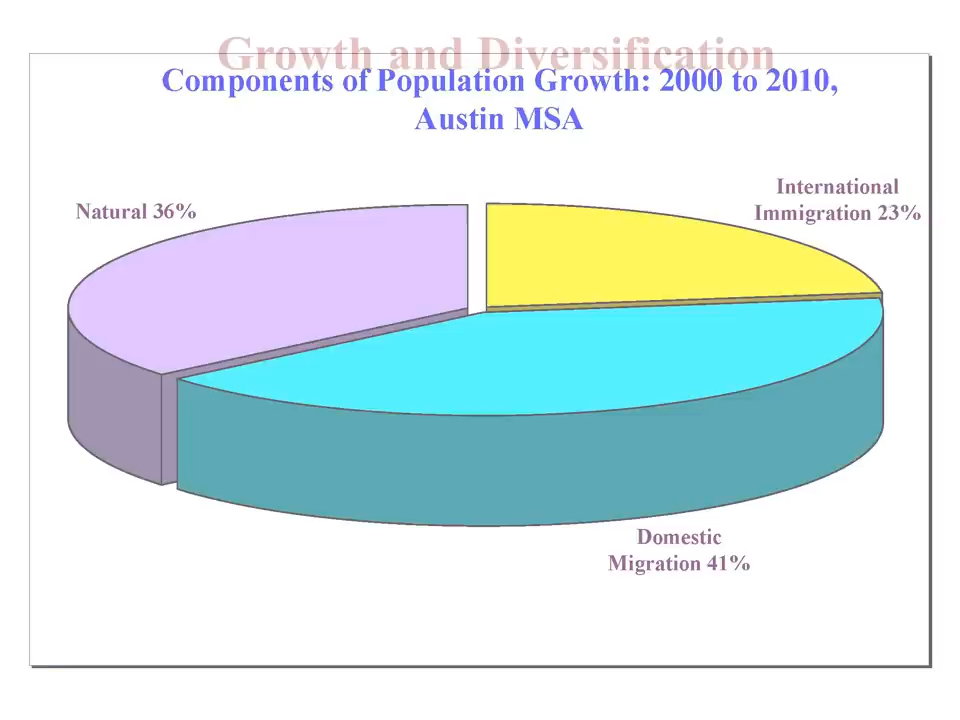 Growth and Diversification
Components of Population Growth: 2000 to 2010,
Austin MSA
Natural 36%
International
Immigration 23%
Domestic
Migration 41%